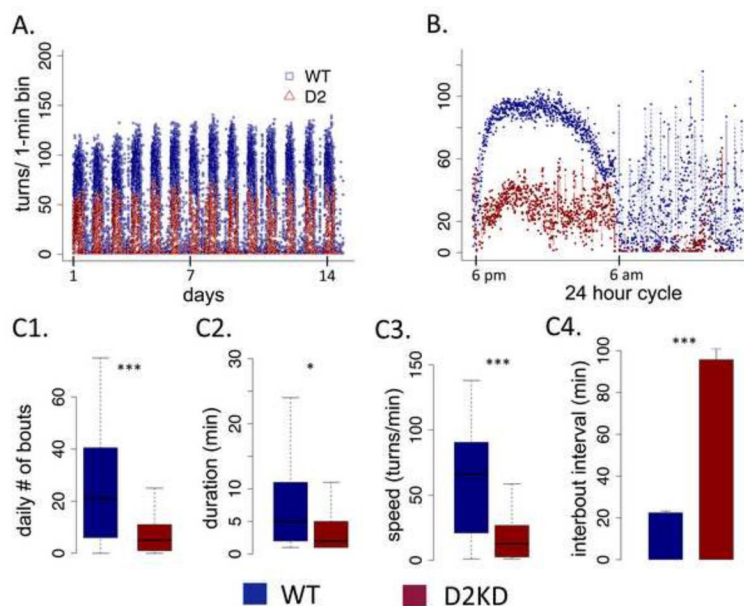 A.
turns/ 1-min bin
200
150
100
50
0
WT
D2
1
7
14
days
B.
100
60
40
20
0
6 pm
6 am
24 hour cycle
C1.
***
daily # of bouts
60
40
20
0
C2.
*
duration (min)
30
20
10
5
0
C3.
***
speed (turns/min)
150
100
50
0
C4.
***
interbout interval (min)
100
80
60
40
20
0
WT
D2KD